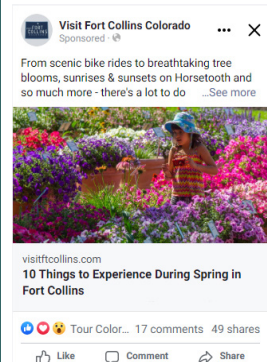 FORT
COLLINS
Visit Fort Collins Colorado
Sponsored ·
From scenic bike rides to breathtaking tree
blooms, sunrises & sunsets on Horsetooth and
so much more - there's a lot to do ...See more
visitftcollins.com
10 Things to Experience During Spring in
Fort Collins
Tour Color... 17 comments 49 shares
Like Comment Share